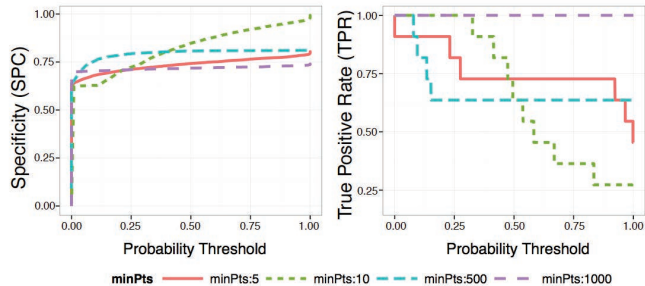 Specificity (SPC)
1.00
0.75
0.50
0.25
0.00
0.00 0.25 0.50 0.75 1.00
Probability Threshold
True Positive Rate (TPR)
1.00
0.75
0.50
0.25
0.00 0.25 0.50 0.75 1.00
Probability Threshold
minPts minPts:5 minPts:10 minPts:500 minPts:1000